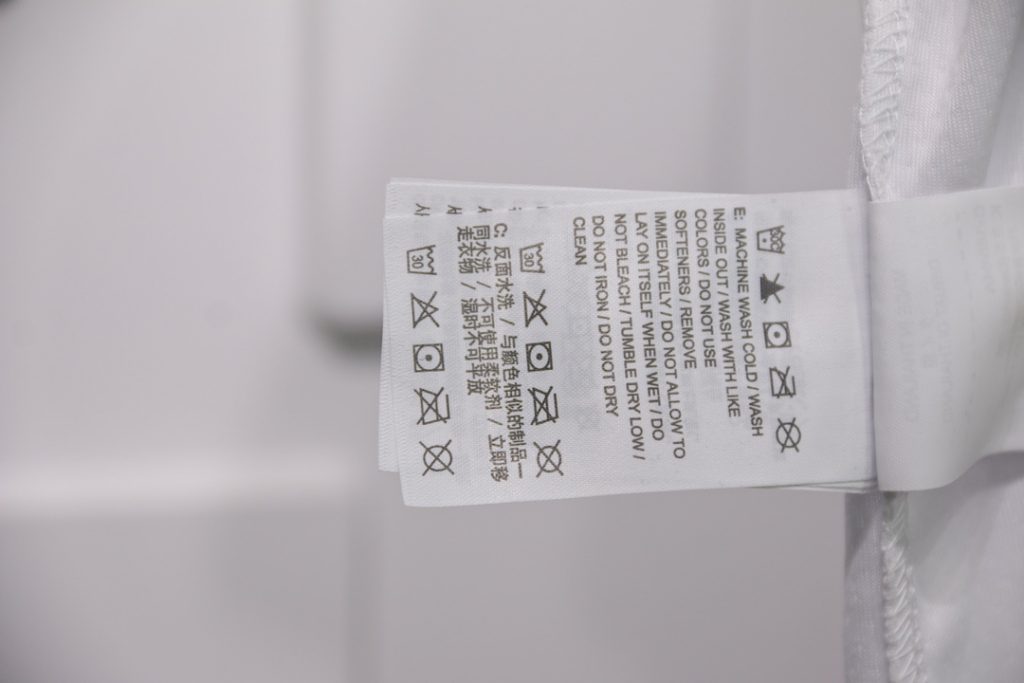 E: MACHINE WASH COLD / WASH
INSIDE OUT / WASH WITH LIKE
COLORS / DO NOT USE
SOFTENERS / REMOVE
IMMEDIATELY / DO NOT ALLOW TO
LAY ON ITSELF WHEN WET / DO
NOT BLEACH / TUMBLE DRY LOW /
DO NOT IRON / DO NOT DRY
CLEAN
30
C: 反面水洗 / 与颜色相似的制品一
同水洗 / 不可使用柔软剂 / 立即移
走衣物 / 湿时不可平放
30